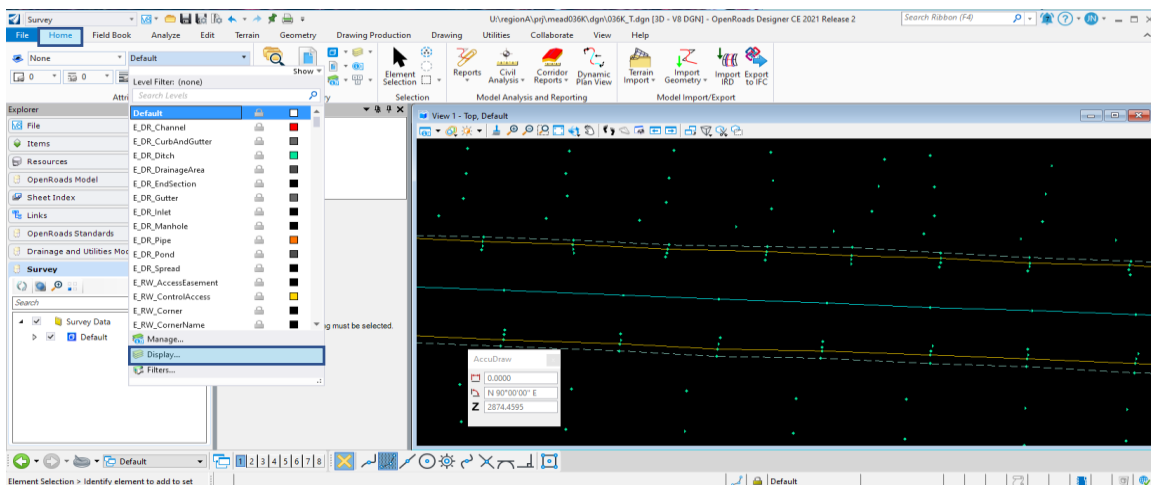 Survey
U:\regionA\prj\mead036K\dgn\036K_T.dgn [3D - V8 DGN] - OpenRoads Designer CE 2021 Release 2
Search Ribbon (F4)
JN
File Home Field Book Analyze Edit Terrain Geometry Drawing Production Drawing Utilities Collaborate View Help
None Default
0 0
Show
Element Selection
Reports
Civil Analysis
Corridor Reports
Dynamic Plan View
Terrain Import
Import Geometry
Import IRD
Export to IFC
Selection
Model Analysis and Reporting
Model Import/Export
Level Filter: (none)
Search Levels
Default
E_DR_Channel
E_DR_CurbAndGutter
E_DR_Ditch
E_DR_DrainageArea
E_DR_EndSection
E_DR_Gutter
E_DR_Inlet
E_DR_Manhole
E_DR_Pipe
E_DR_Pond
E_DR_Spread
E_RW_AccessEasement
E_RW_ControlAccess
E_RW_Corner
E_RW_CornerName
Manage...
Display...
Filters...
Explorer
File
Items
Resources
OpenRoads Model
Sheet Index
Links
OpenRoads Standards
Drainage and Utilities Mod
Survey
Search
Survey Data
Default
must be selected.
View 1 - Top, Default
AccuDraw
0.0000
N 90°00'00" E
Z 2874.4595
Default
1 2 3 4 5 6 7 8
Element Selection > Identify element to add to set
Default